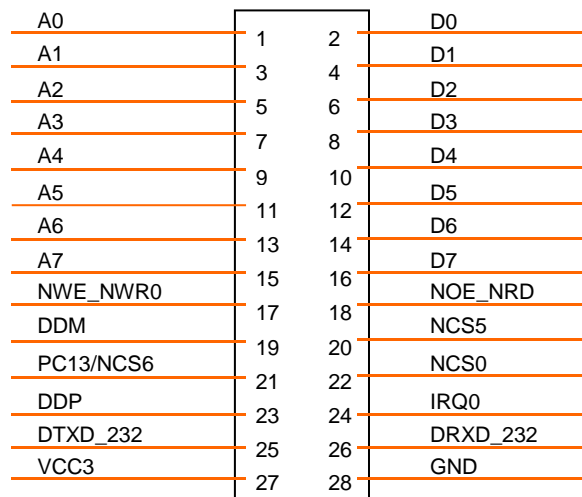 A0 1 2 D0
A1 3 4 D1
A2 5 6 D2
A3 7 8 D3
A4 9 10 D4
A5 11 12 D5
A6 13 14 D6
A7 15 16 D7
NWE_NWR0 17 18 NOE_NRD
DDM 19 20 NCS5
PC13/NCS6 21 22 NCS0
DDP 23 24 IRQ0
DTXD_232 25 26 DRXD_232
VCC3 27 28 GND